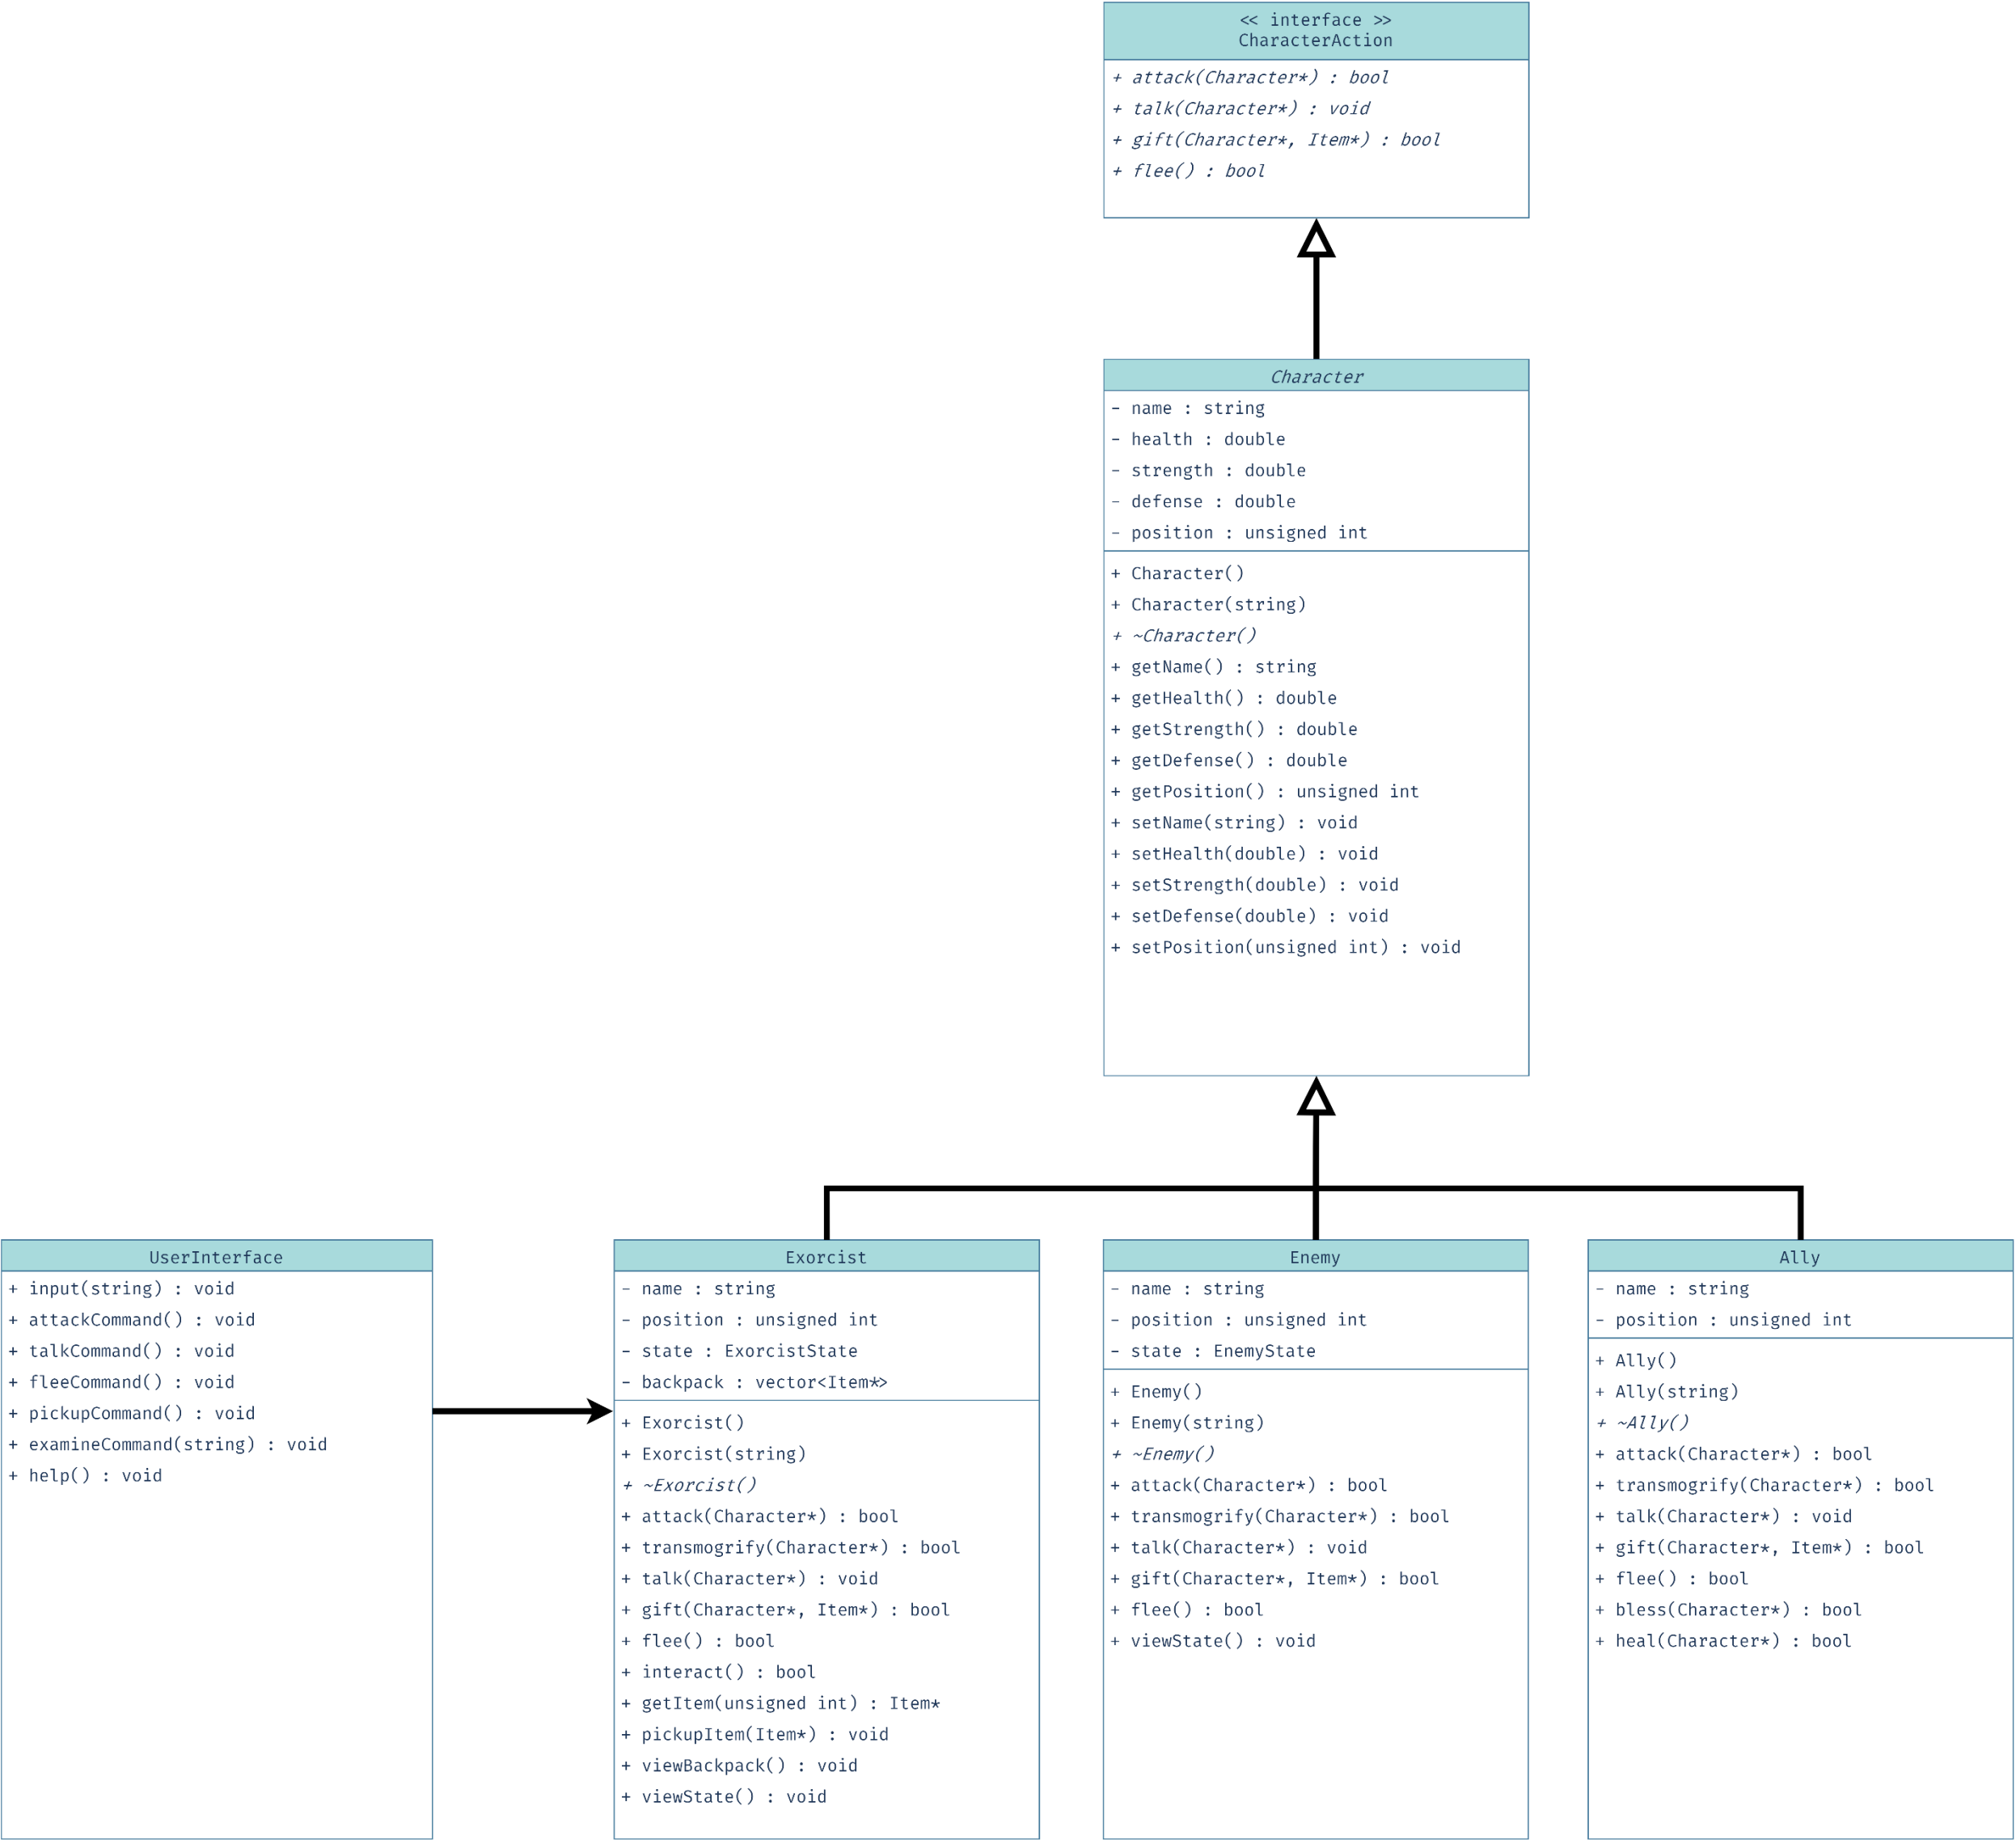 << interface >>
CharacterAction
+ attack(Character*) : bool
+ talk(Character*) : void
+ gift(Character*, Item*) : bool
+ flee() : bool
Character
- name : string
- health : double
- strength : double
- defense : double
- position : unsigned int
+ Character()
+ Character(string)
+ ~Character()
+ getName() : string
+ getHealth() : double
+ getStrength() : double
+ getDefense() : double
+ getPosition() : unsigned int
+ setName(string) : void
+ setHealth(double) : void
+ setStrength(double) : void
+ setDefense(double) : void
+ setPosition(unsigned int) : void
UserInterface
+ input(string) : void
+ attackCommand() : void
+ talkCommand() : void
+ fleeCommand() : void
+ pickupCommand() : void
+ examineCommand(string) : void
+ help() : void
Exorcist
- name : string
- position : unsigned int
- state : ExorcistState
- backpack : vector<Item*>
+ Exorcist()
+ Exorcist(string)
+ ~Exorcist()
+ attack(Character*) : bool
+ transmogrify(Character*) : bool
+ talk(Character*) : void
+ gift(Character*, Item*) : bool
+ flee() : bool
+ interact() : bool
+ getItem(unsigned int) : Item*
+ pickupItem(Item*) : void
+ viewBackpack() : void
+ viewState() : void
Enemy
- name : string
- position : unsigned int
- state : EnemyState
+ Enemy()
+ Enemy(string)
+ ~Enemy()
+ attack(Character*) : bool
+ transmogrify(Character*) : bool
+ talk(Character*) : void
+ gift(Character*, Item*) : bool
+ flee() : bool
+ viewState() : void
Ally
- name : string
- position : unsigned int
+ Ally()
+ Ally(string)
+ ~Ally()
+ attack(Character*) : bool
+ transmogrify(Character*) : bool
+ talk(Character*) : void
+ gift(Character*, Item*) : bool
+ flee() : bool
+ bless(Character*) : bool
+ heal(Character*) : bool